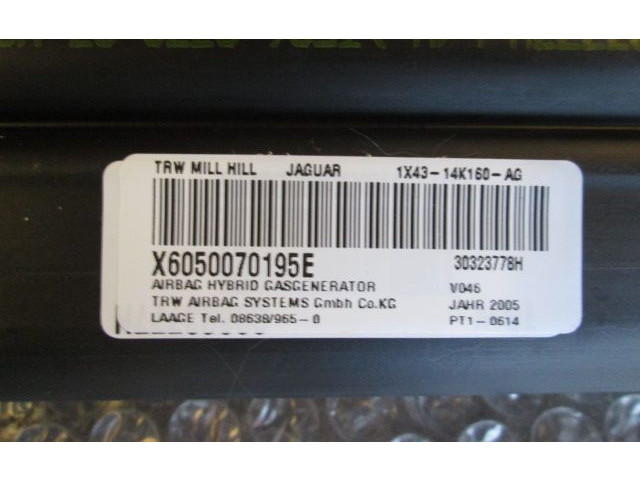 TRW MILL HILL JAGUAR 1X43-14K160-AG
X6050070195E 30323778H
AIRBAG HYBRID GASGENERATOR V046
TRW AIRBAG SYSTEMS Gmbh Co.KG JAHR 2005
LAAGE Tel. 08638/965-0 PT1-0614